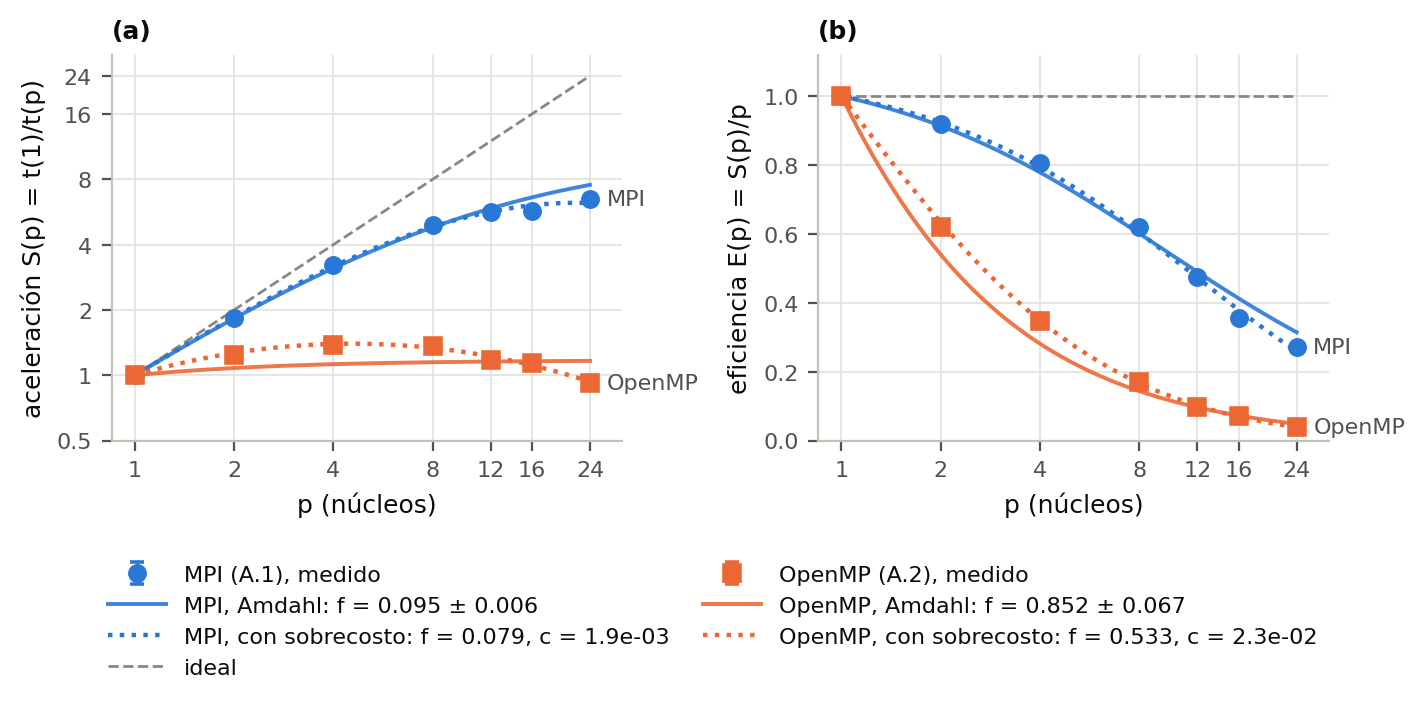 (a)
aceleración S(p) = t(1)/t(p)
24
16
8
4
2
1
0.5
1 2 4 8 12 16 24
p (núcleos)
MPI
OpenMP
(b)
eficiencia E(p) = S(p)/p
1.0
0.8
0.6
0.4
0.2
0.0
1 2 4 8 12 16 24
p (núcleos)
MPI
OpenMP
MPI (A.1), medido
MPI, Amdahl: f = 0.095 ± 0.006
MPI, con sobrecosto: f = 0.079, c = 1.9e-03
ideal
OpenMP (A.2), medido
OpenMP, Amdahl: f = 0.852 ± 0.067
OpenMP, con sobrecosto: f = 0.533, c = 2.3e-02